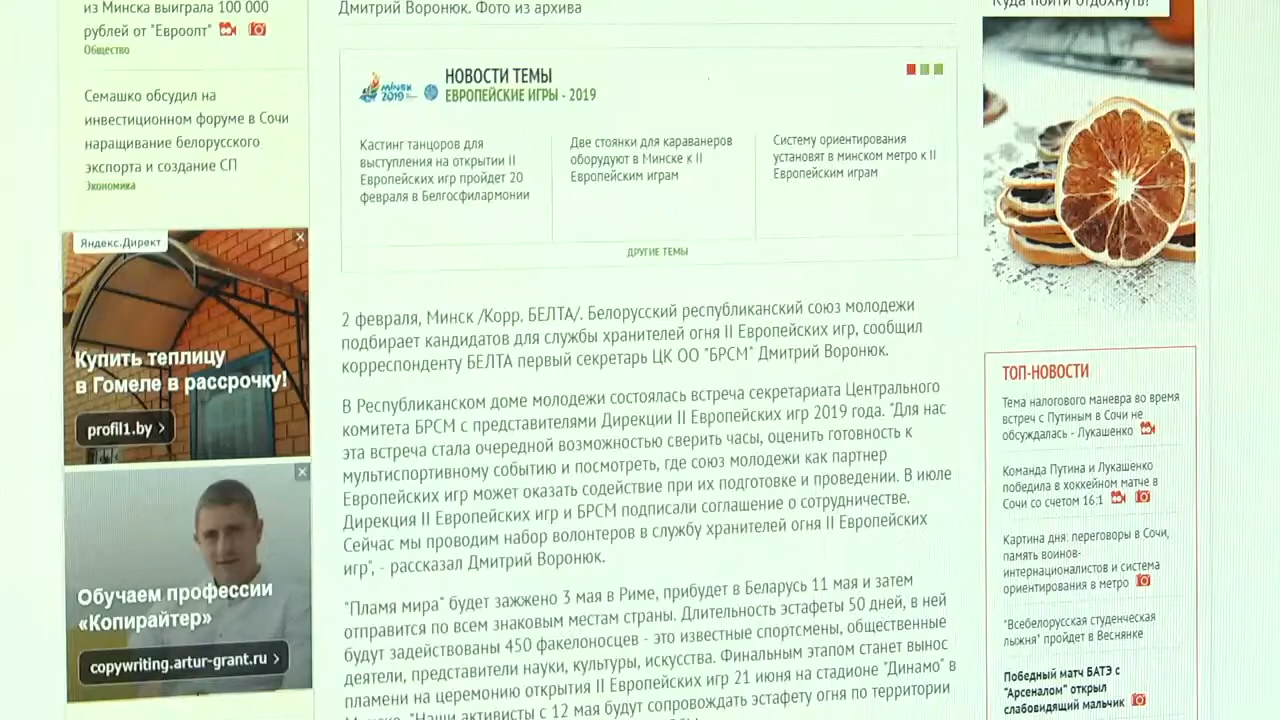 из Минска выиграла 100 000
рублей от "Евроопт"
Общество
Семашко обсудил на
инвестиционном форуме в Сочи
наращивание белорусского
экспорта и создание СП
Экономика
Яндекс.Директ
Купить теплицу
в Гомеле в рассрочку!
profil1.by
Обучаем профессии
«Копирайтер»
copywriting.artur-grant.ru
Дмитрий Воронюк. Фото из архива
НОВОСТИ ТЕМЫ
ЕВРОПЕЙСКИЕ ИГРЫ - 2019
Minsk
2019
Кастинг танцоров для
выступления на открытии II
Европейских игр пройдет 20
февраля в Белгосфилармонии
Две стоянки для караванеров
оборудуют в Минске к II
Европейским играм
Систему ориентирования
установят в минском метро к II
Европейским играм
ДРУГИЕ ТЕМЫ
2 февраля, Минск /Корр. БЕЛТА/. Белорусский республиканский союз молодежи
подбирает кандидатов для службы хранителей огня II Европейских игр, сообщил
корреспонденту БЕЛТА первый секретарь ЦК ОО "БРСМ" Дмитрий Воронюк.
В Республиканском доме молодежи состоялась встреча секретариата Центрального
комитета БРСМ с представителями Дирекции II Европейских игр 2019 года. "Для нас
эта встреча стала очередной возможностью сверить часы, оценить готовность к
мультиспортивному событию и посмотреть, где союз молодежи как партнер
Европейских игр может оказать содействие при их подготовке и проведении. В июле
Дирекция II Европейских игр и БРСМ подписали соглашение о сотрудничестве.
Сейчас мы проводим набор волонтеров в службу хранителей огня II Европейских
игр", - рассказал Дмитрий Воронюк.
"Пламя мира" будет зажжено 3 мая в Риме, прибудет в Беларусь 11 мая и затем
отправится по всем знаковым местам страны. Длительность эстафеты 50 дней, в ней
будут задействованы 450 факелоносцев - это известные спортсмены, общественные
деятели, представители науки, культуры, искусства. Финальным этапом станет вынос
пламени на церемонию открытия II Европейских игр 21 июня на стадионе "Динамо" в
Минске. "Наши активисты с 12 мая будут сопровождать эстафету огня по территории
Куда пойти отдохнуть?
ТОП-НОВОСТИ
Тема налогового маневра во время
встреч с Путиным в Сочи не
обсуждалась - Лукашенко
Команда Путина и Лукашенко
победила в хоккейном матче в
Сочи со счетом 16:1
Картина дня: переговоры в Сочи,
память воинов-
интернационалистов и система
ориентирования в метро
"Всебелорусская студенческая
лыжня" пройдет в Веснянке
Победный матч БАТЭ с
"Арсеналом" открыл
слабовидящий мальчик